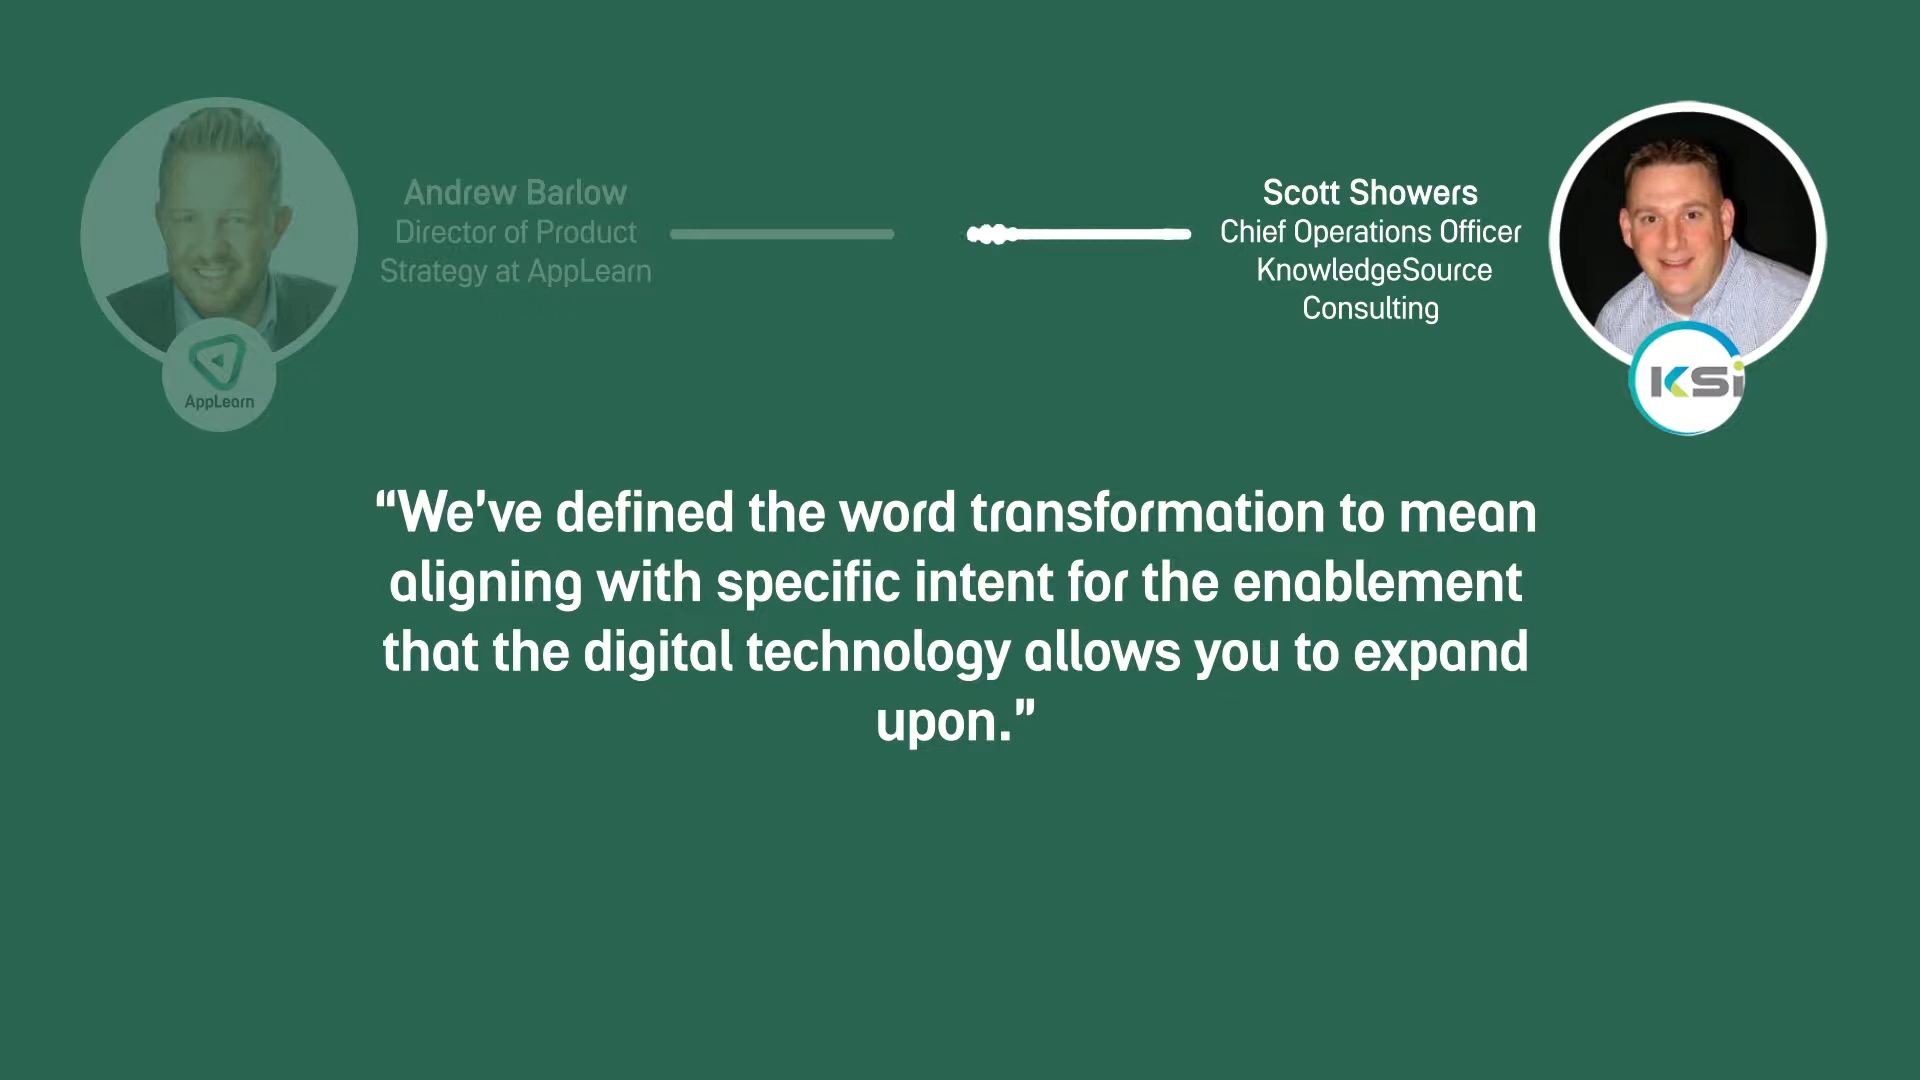 Andrew Barlow
Director of Product
Strategy at AppLearn
AppLearn
Scott Showers
Chief Operations Officer
KnowledgeSource
Consulting
KSi
“We’ve defined the word transformation to mean
aligning with specific intent for the enablement
that the digital technology allows you to expand
upon.”